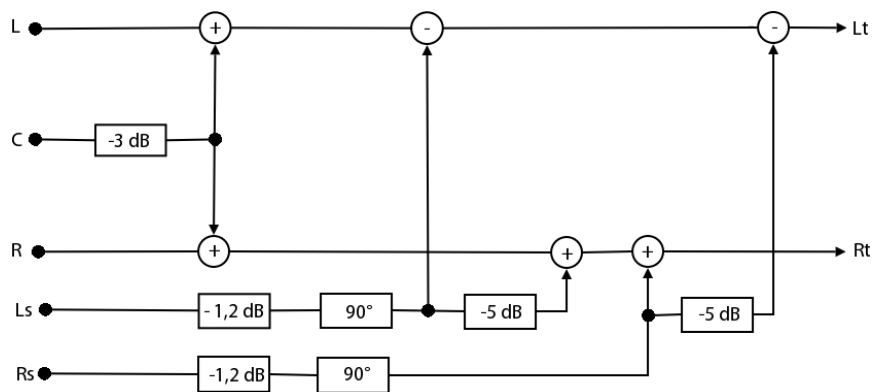 L + - - Lt
C -3 dB
R + + + Rt
Ls - 1,2 dB 90° -5 dB -5 dB
Rs -1,2 dB 90°